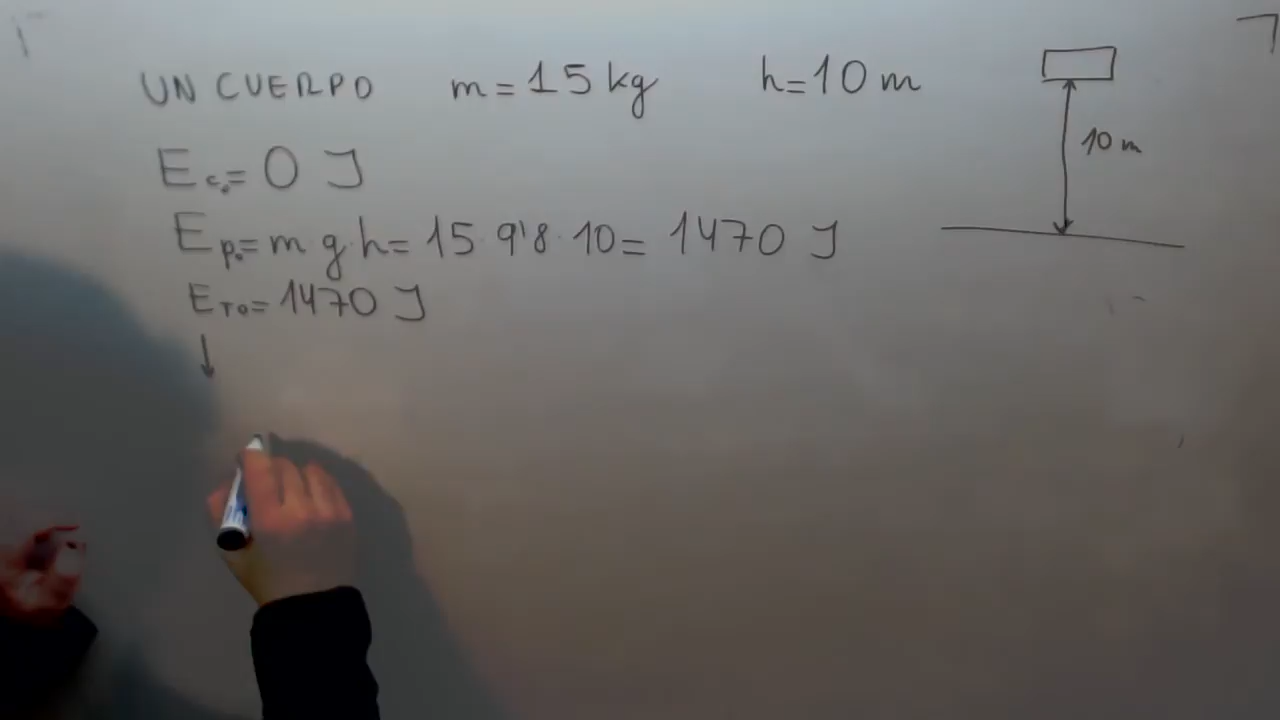 UN CUERPO m = 15 kg h = 10 m
10 m
Ec₀ = 0 J
Ep₀ = m g h = 15 · 9'8 · 10 = 1470 J
ET₀ = 1470 J